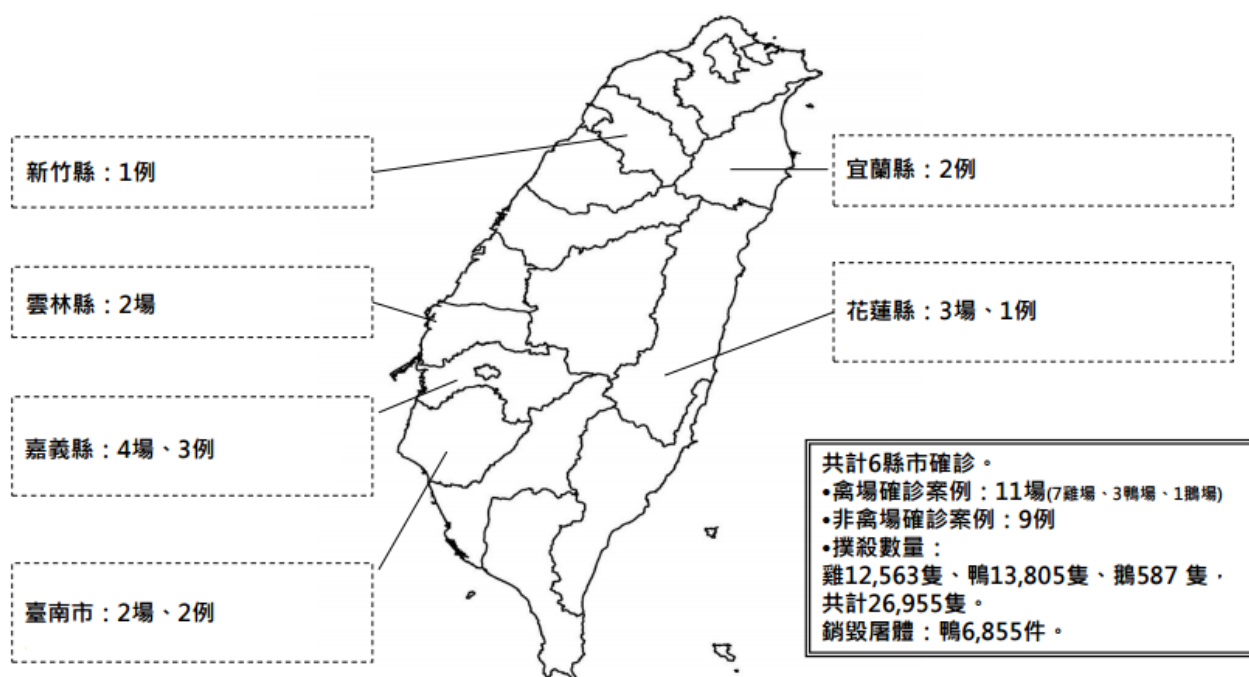 新竹縣：1例
宜蘭縣：2例
雲林縣：2場
花蓮縣：3場、1例
嘉義縣：4場、3例
臺南市：2場、2例
共計6縣市確診。
•禽場確診案例：11場(7雞場、3鴨場、1鵝場)
•非禽場確診案例：9例
•撲殺數量：
雞12,563隻、鴨13,805隻、鵝587 隻，
共計26,955隻。
銷毀屠體：鴨6,855件。